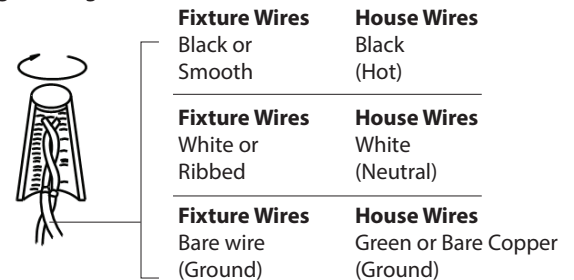 Fixture Wires House Wires
Black or Black
Smooth (Hot)
Fixture Wires House Wires
White or White
Ribbed (Neutral)
Fixture Wires House Wires
Bare wire Green or Bare Copper
(Ground) (Ground)